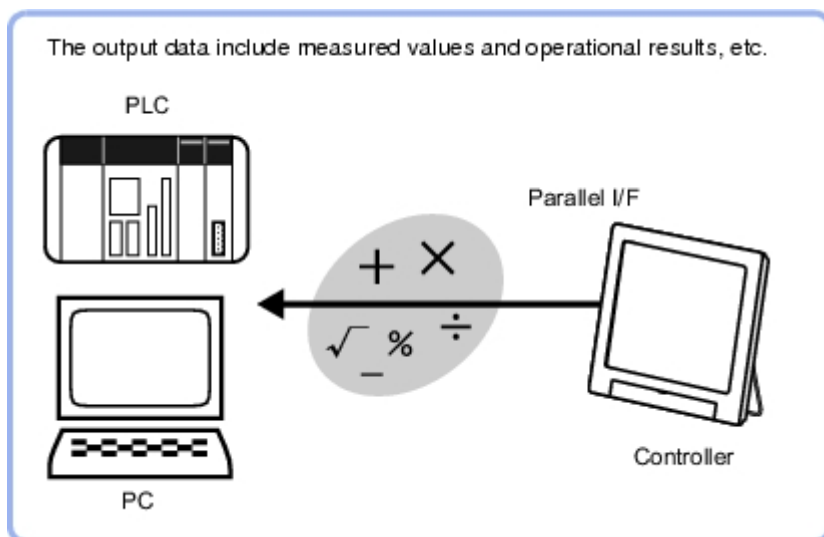 The output data include measured values and operational results, etc.
PLC
Parallel I/F
+ ×
√ _ % ÷
Controller
PC